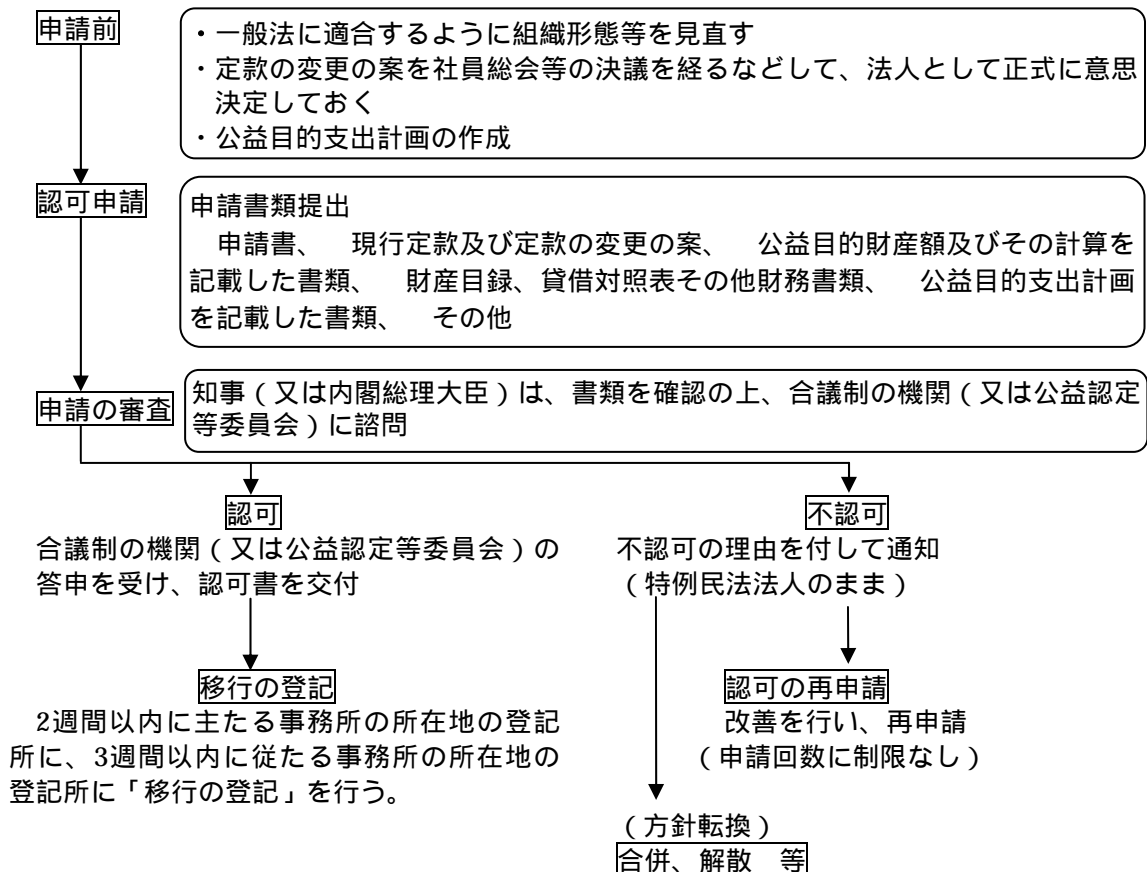 申請前
・一般法に適合するように組織形態等を見直す
・定款の変更の案を社員総会等の決議を経るなどして、法人として正式に意思
決定しておく
・公益目的支出計画の作成
認可申請
申請書類提出
申請書、　現行定款及び定款の変更の案、　公益目的財産額及びその計算を
記載した書類、　財産目録、貸借対照表その他財務書類、　公益目的支出計画
を記載した書類、　その他
申請の審査
知事（又は内閣総理大臣）は、書類を確認の上、合議制の機関（又は公益認定
等委員会）に諮問
認可
合議制の機関（又は公益認定等委員会）の
答申を受け、認可書を交付
移行の登記
2週間以内に主たる事務所の所在地の登記
所に、3週間以内に従たる事務所の所在地の
登記所に「移行の登記」を行う。
不認可
不認可の理由を付して通知
（特例民法法人のまま）
認可の再申請
改善を行い、再申請
（申請回数に制限なし）
（方針転換）
合併、解散　等